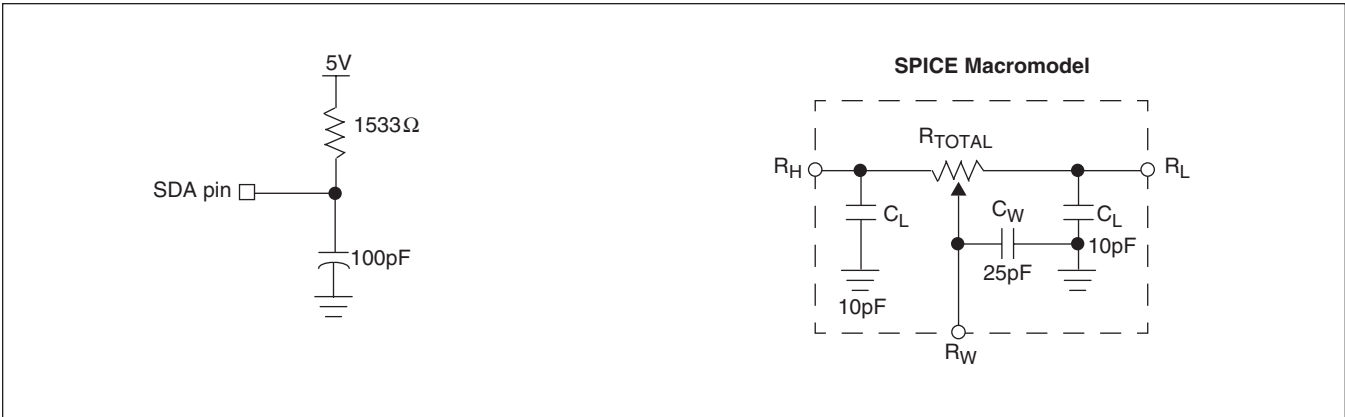 5V
1533Ω
SDA pin
100pF
SPICE Macromodel
RTOTAL
RH
RL
CL
CW
CL
10pF
25pF
10pF
RW